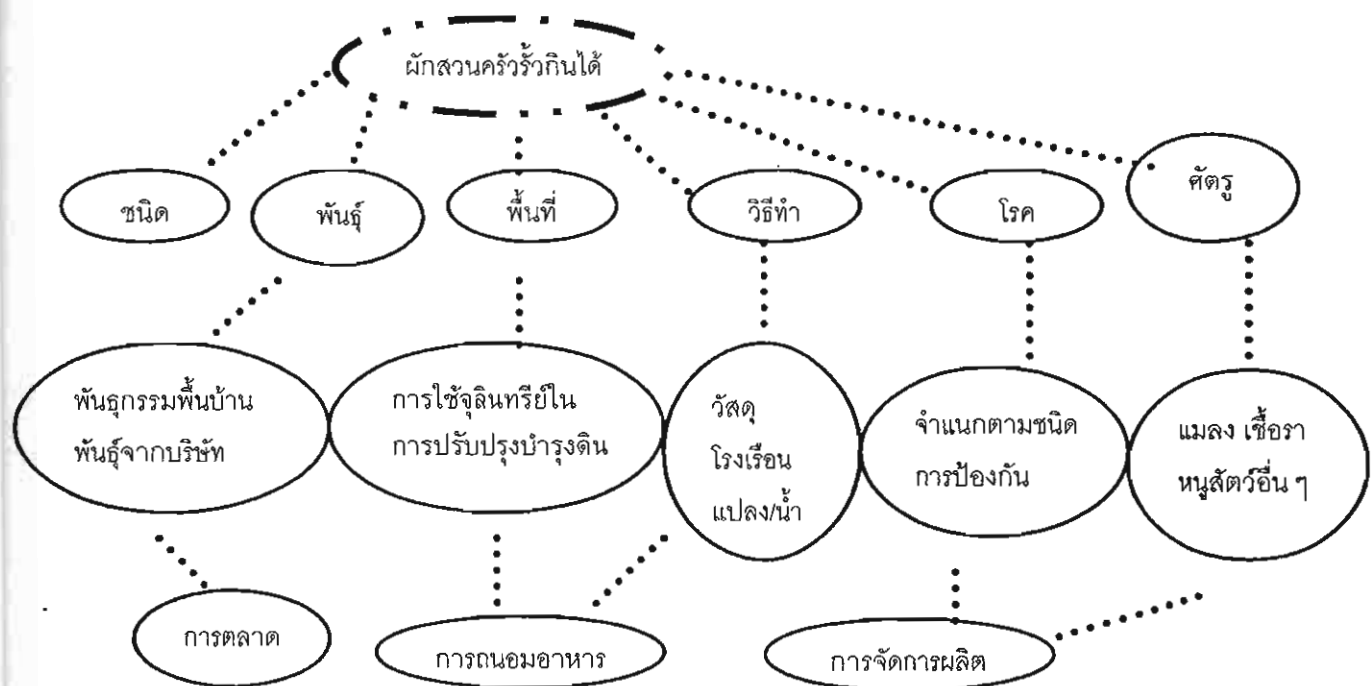 ผักสวนครัวรั้วกินได้
ชนิด
พันธุ์
พื้นที่
วิธีทำ
โรค
ศัตรู
พันธุกรรมพื้นบ้าน
พันธุ์จากบริษัท
การใช้จุลินทรีย์ใน
การปรับปรุงบำรุงดิน
วัสดุ
โรงเรือน
แปลง/น้ำ
จำแนกตามชนิด
การป้องกัน
แมลง เชื้อรา
หนูสัตว์อื่น ๆ
การตลาด
การถนอมอาหาร
การจัดการผลิต